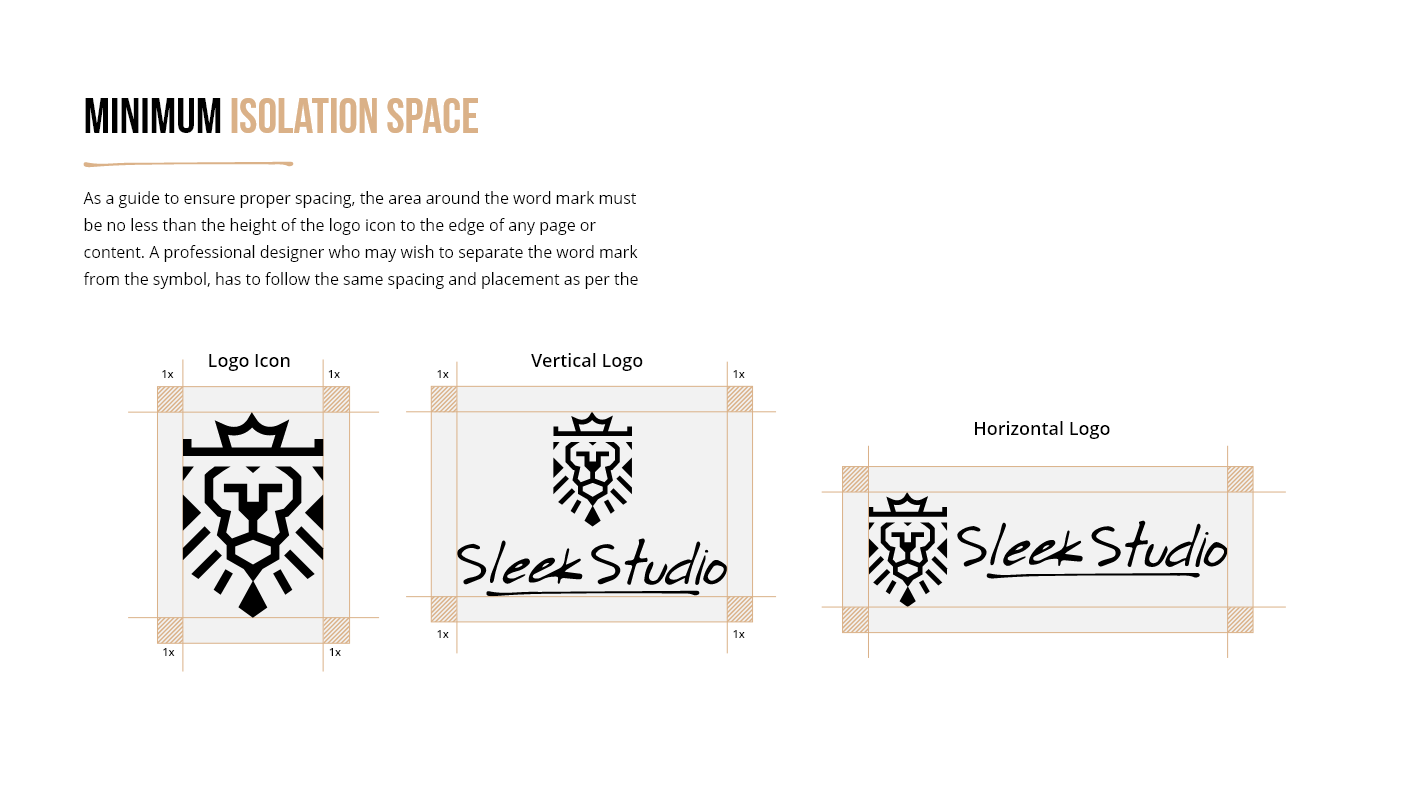 MINIMUM ISOLATION SPACE
As a guide to ensure proper spacing, the area around the word mark must
be no less than the height of the logo icon to the edge of any page or
content. A professional designer who may wish to separate the word mark
from the symbol, has to follow the same spacing and placement as per the
Logo Icon
1x
1x
1x
1x
Vertical Logo
1x
1x
Sleek Studio
1x
1x
Horizontal Logo
Sleek Studio